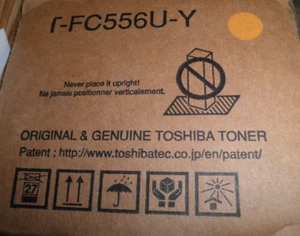 T-FC556U-Y
Never place it upright!
Ne jamais positionner verticalement.
ORIGINAL & GENUINE TOSHIBA TONER
Patent ; http://www.toshibatec.co.jp/en/patent/
27